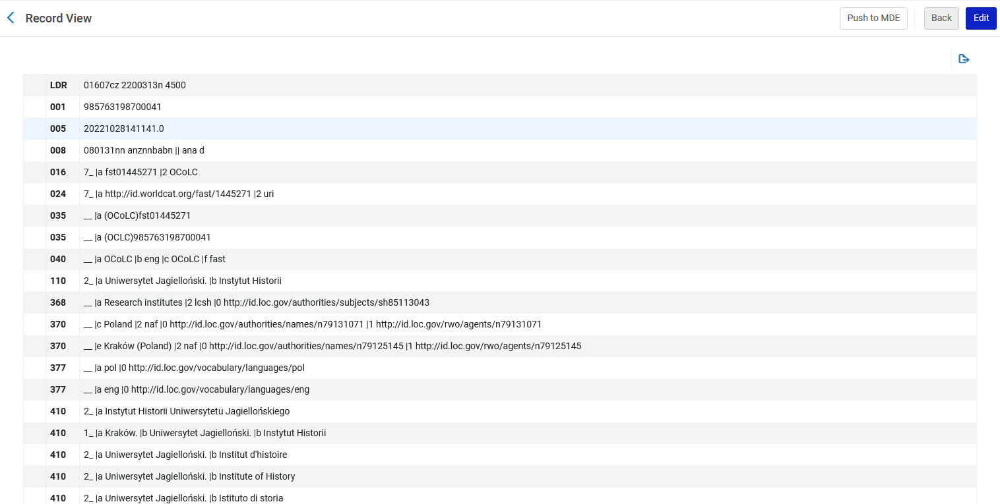 Record View
Push to MDE
Back
Edit
LDR 01607cz 2200313n 4500
001 985763198700041
005 20221028141141.0
008 080131nn anznnbabn || ana d
016 7_ |a fst01445271 |2 OCoLC
024 7_ |a http://id.worldcat.org/fast/1445271 |2 uri
035 __ |a (OCoLC)fst01445271
035 __ |a (OCLC)985763198700041
040 __ |a OCoLC |b eng |c OCoLC |f fast
110 2_ |a Uniwersytet Jagielloński. |b Instytut Historii
368 __ |a Research institutes |2 lcsh |0 http://id.loc.gov/authorities/subjects/sh85113043
370 __ |c Poland |2 naf |0 http://id.loc.gov/authorities/names/n79131071 |1 http://id.loc.gov/rwo/agents/n79131071
370 __ |e Kraków (Poland) |2 naf |0 http://id.loc.gov/authorities/names/n79125145 |1 http://id.loc.gov/rwo/agents/n79125145
377 __ |a pol |0 http://id.loc.gov/vocabulary/languages/pol
377 __ |a eng |0 http://id.loc.gov/vocabulary/languages/eng
410 2_ |a Instytut Historii Uniwersytetu Jagiellońskiego
410 1_ |a Kraków. |b Uniwersytet Jagielloński. |b Instytut Historii
410 2_ |a Uniwersytet Jagielloński. |b Institut d'histoire
410 2_ |a Uniwersytet Jagielloński. |b Institute of History
410 2_ |a Uniwersytet Jagielloński. |b Istituto di storia